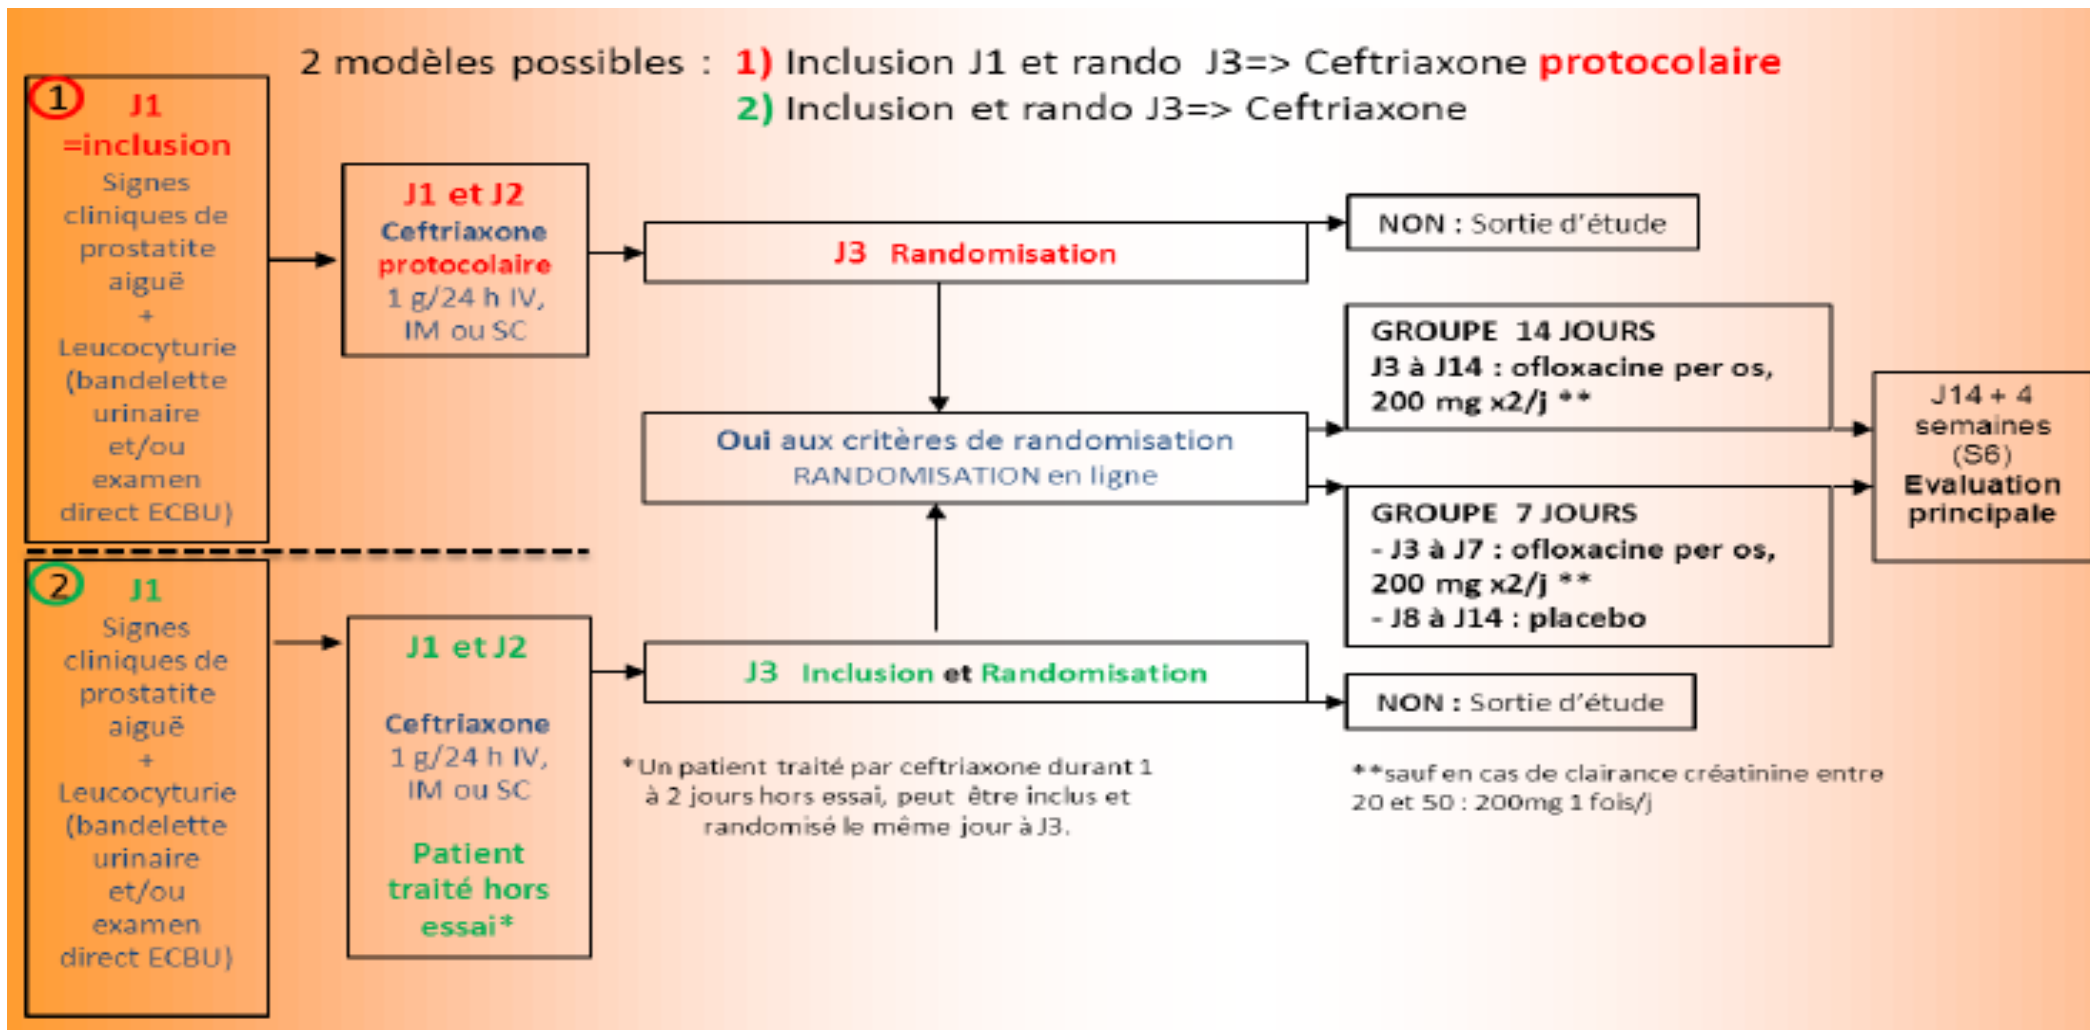 2 modèles possibles : 1) Inclusion J1 et rando J3=> Ceftriaxone protocolaire
2) Inclusion et rando J3=> Ceftriaxone
1
J1
=inclusion
Signes
cliniques de
prostatite
aiguë
+
Leucocyturie
(bandelette
urinaire
et/ou
examen
direct ECBU)
J1 et J2
Ceftriaxone
protocolaire
1 g/24 h IV,
IM ou SC
J3 Randomisation
NON : Sortie d'étude
Oui aux critères de randomisation
RANDOMISATION en ligne
GROUPE 14 JOURS
J3 à J14 : ofloxacine per os,
200 mg x2/j **
GROUPE 7 JOURS
- J3 à J7 : ofloxacine per os,
200 mg x2/j **
- J8 à J14 : placebo
J14 + 4
semaines
(S6)
Evaluation
principale
2
J1
Signes
cliniques de
prostatite
aiguë
+
Leucocyturie
(bandelette
urinaire
et/ou
examen
direct ECBU)
J1 et J2
Ceftriaxone
1 g/24 h IV,
IM ou SC
Patient
traité hors
essai*
J3 Inclusion et Randomisation
NON : Sortie d'étude
*Un patient traité par ceftriaxone durant 1
à 2 jours hors essai, peut être inclus et
randomisé le même jour à J3.
**sauf en cas de clairance créatinine entre
20 et 50 : 200mg 1 fois/j